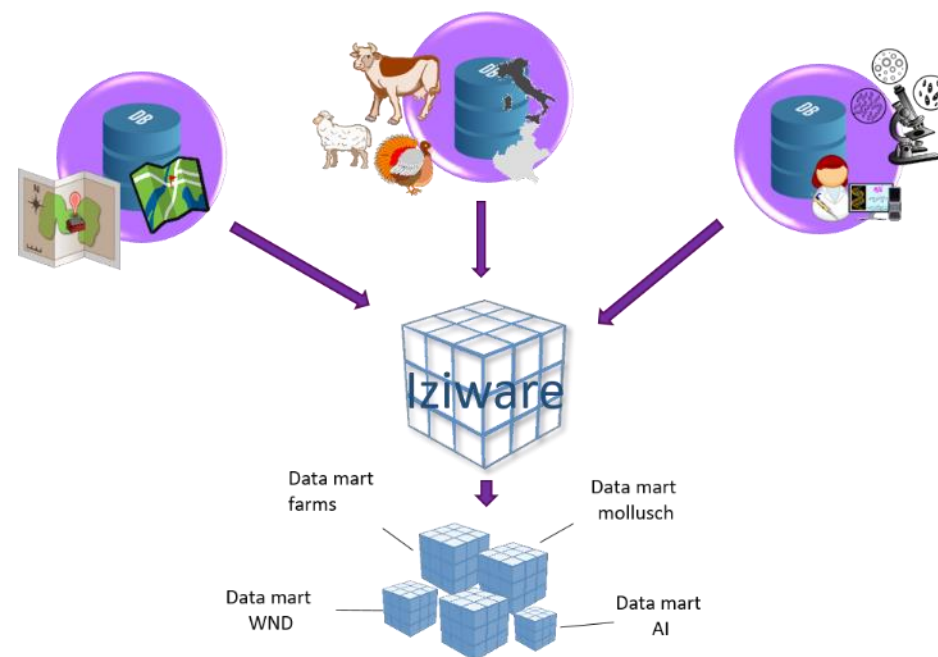 DB
DB
DB
N
Iziware
Data mart
farms
Data mart
mollusch
Data mart
WND
Data mart
AI